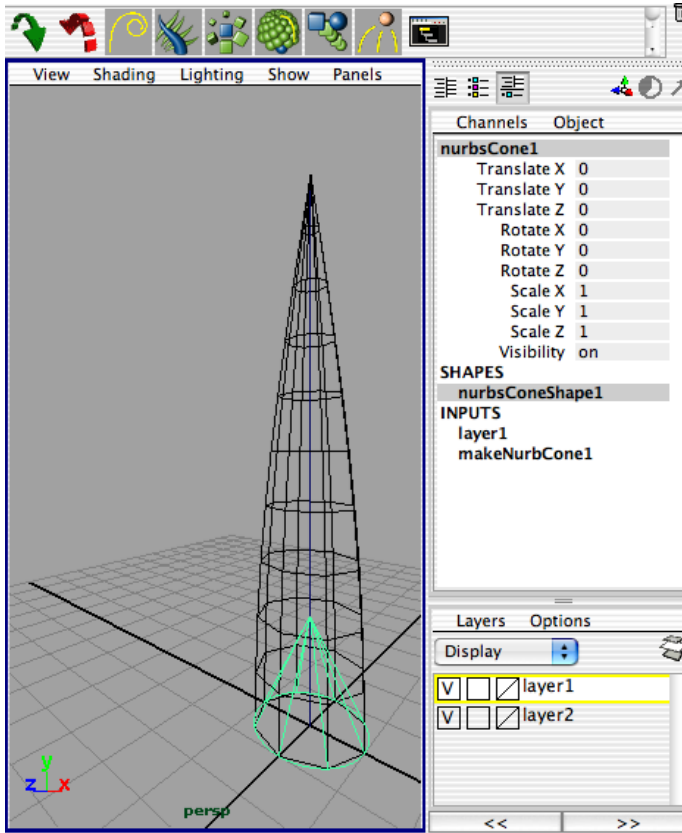 View Shading Lighting Show Panels
Channels Object
nurbsCone1
Translate X 0
Translate Y 0
Translate Z 0
Rotate X 0
Rotate Y 0
Rotate Z 0
Scale X 1
Scale Y 1
Scale Z 1
Visibility on
SHAPES
nurbsConeShape1
INPUTS
layer1
makeNurbCone1
Layers Options
Display
V layer1
V layer2
<< >>
y
z x
persp